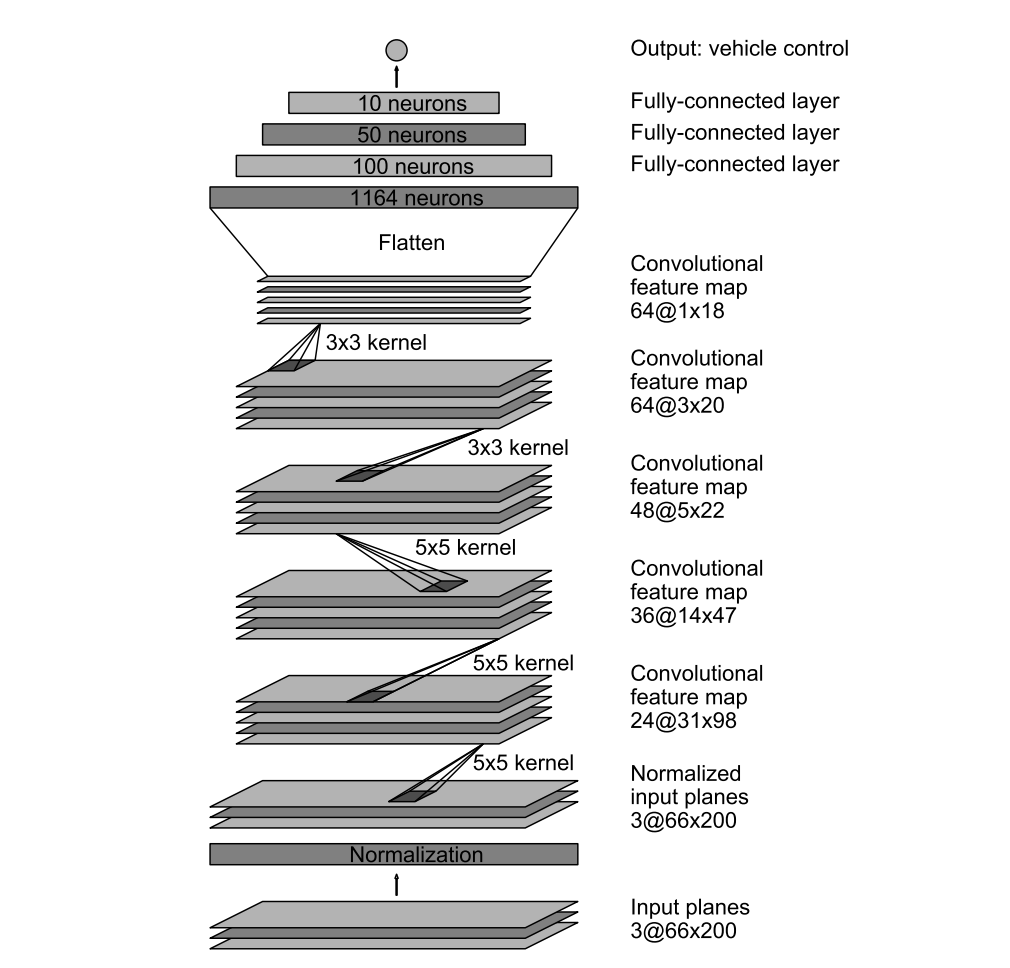 Output: vehicle control
10 neurons
Fully-connected layer
50 neurons
Fully-connected layer
100 neurons
Fully-connected layer
1164 neurons
Flatten
Convolutional
feature map
64@1x18
3x3 kernel
Convolutional
feature map
64@3x20
3x3 kernel
Convolutional
feature map
48@5x22
5x5 kernel
Convolutional
feature map
36@14x47
5x5 kernel
Convolutional
feature map
24@31x98
5x5 kernel
Normalized
input planes
3@66x200
Normalization
Input planes
3@66x200